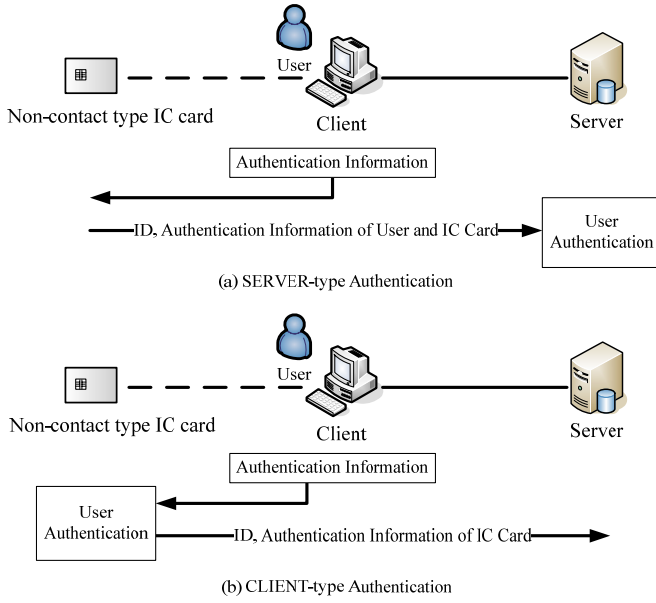 User
Non-contact type IC card
Client
Server
Authentication Information
ID, Authentication Information of User and IC Card
User
Authentication
(a) SERVER-type Authentication
User
Non-contact type IC card
Client
Server
Authentication Information
User
Authentication
ID, Authentication Information of IC Card
(b) CLIENT-type Authentication